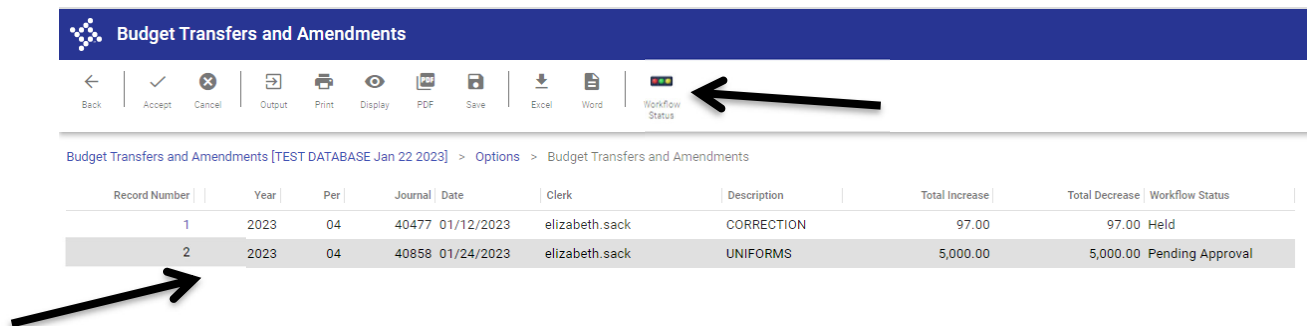 Budget Transfers and Amendments
Back Accept Cancel Output Print Display PDF Save Excel Word Workflow Status
Budget Transfers and Amendments [TEST DATABASE Jan 22 2023] > Options > Budget Transfers and Amendments
Record Number Year Per Journal Date Clerk Description Total Increase Total Decrease Workflow Status
1 2023 04 40477 01/12/2023 elizabeth.sack CORRECTION 97.00 97.00 Held
2 2023 04 40858 01/24/2023 elizabeth.sack UNIFORMS 5,000.00 5,000.00 Pending Approval